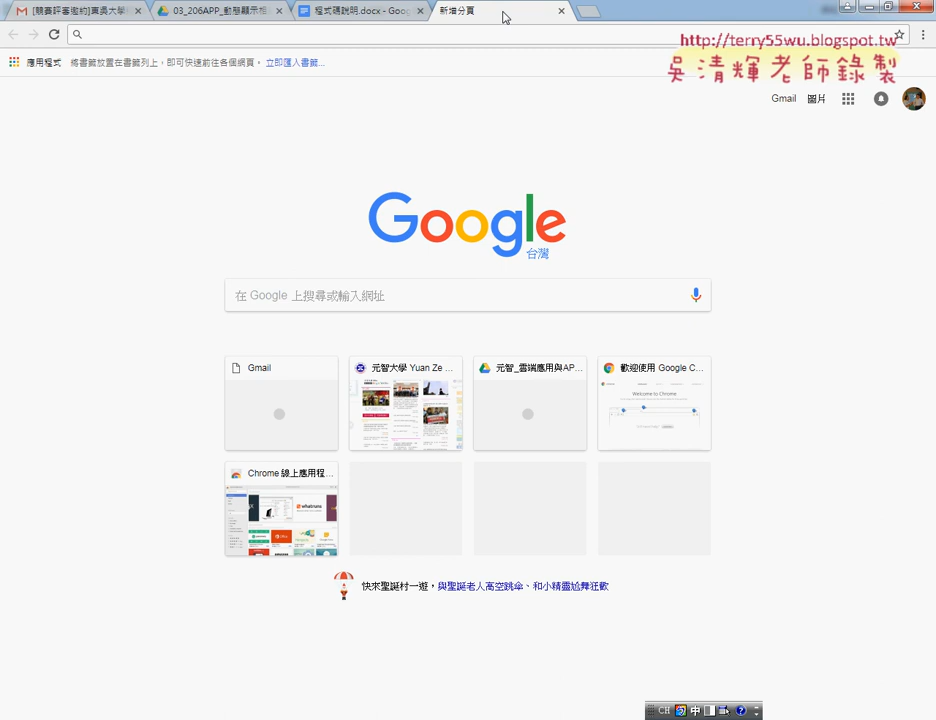 [競賽評審邀約]東吳大學
03_206APP_動態顯示相
程式碼說明.docx - Goog
新增分頁
http://terry55wu.blogspot.tw
吳清輝老師錄製
應用程式
將書籤放置在書籤列上，即可快速前往各個網頁。
立即匯入書籤...
Gmail
圖片
Google
台灣
在 Google 上搜尋或輸入網址
Gmail
元智大學 Yuan Ze ...
元智_雲端應用與AP...
歡迎使用 Google C...
Welcome to Chrome
Chrome 線上應用程...
whatruns
快來聖誕村一遊，與聖誕老人高空跳傘、和小精靈尬舞狂歡
CH
中